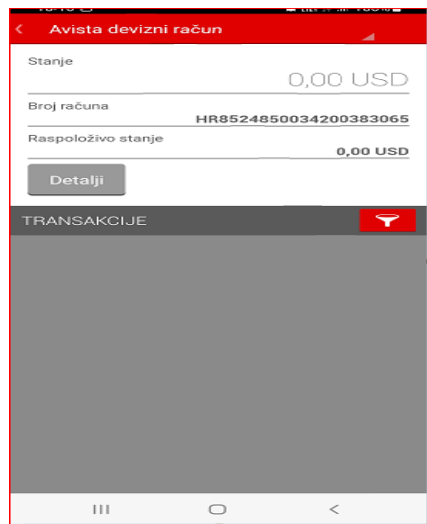 Avista devizni račun
Stanje
0,00 USD
Broj računa
HR8524850034200383065
Raspoloživo stanje
0,00 USD
Detalji
TRANSAKCIJE